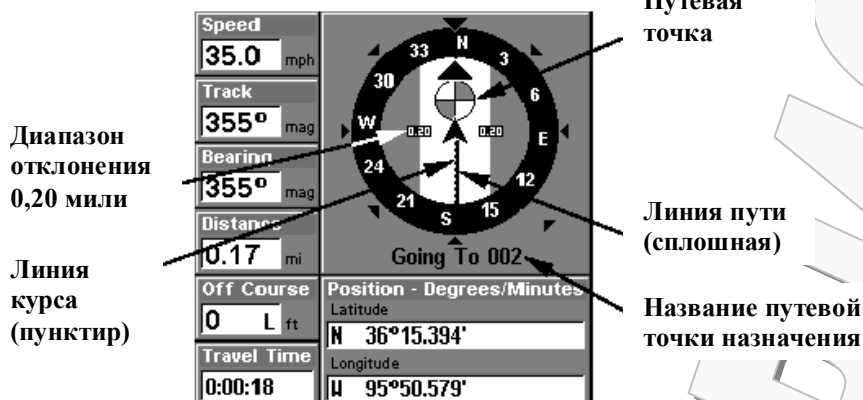 Speed
35.0 mph
Track
355° mag
Bearing
355° mag
Distance
0.17 mi
Off Course
0 L ft
Travel Time
0:00:18
N
3
6
E
12
15
S
21
24
W
30
33
0.20
0.20
Going To 002
Position - Degrees/Minutes
Latitude
N 36°15.394'
Longitude
W 95°50.579'
Диапазон
отклонения
0,20 мили
Линия
курса
(пунктир)
Путевая
точка
Линия пути
(сплошная)
Название путевой
точки назначения